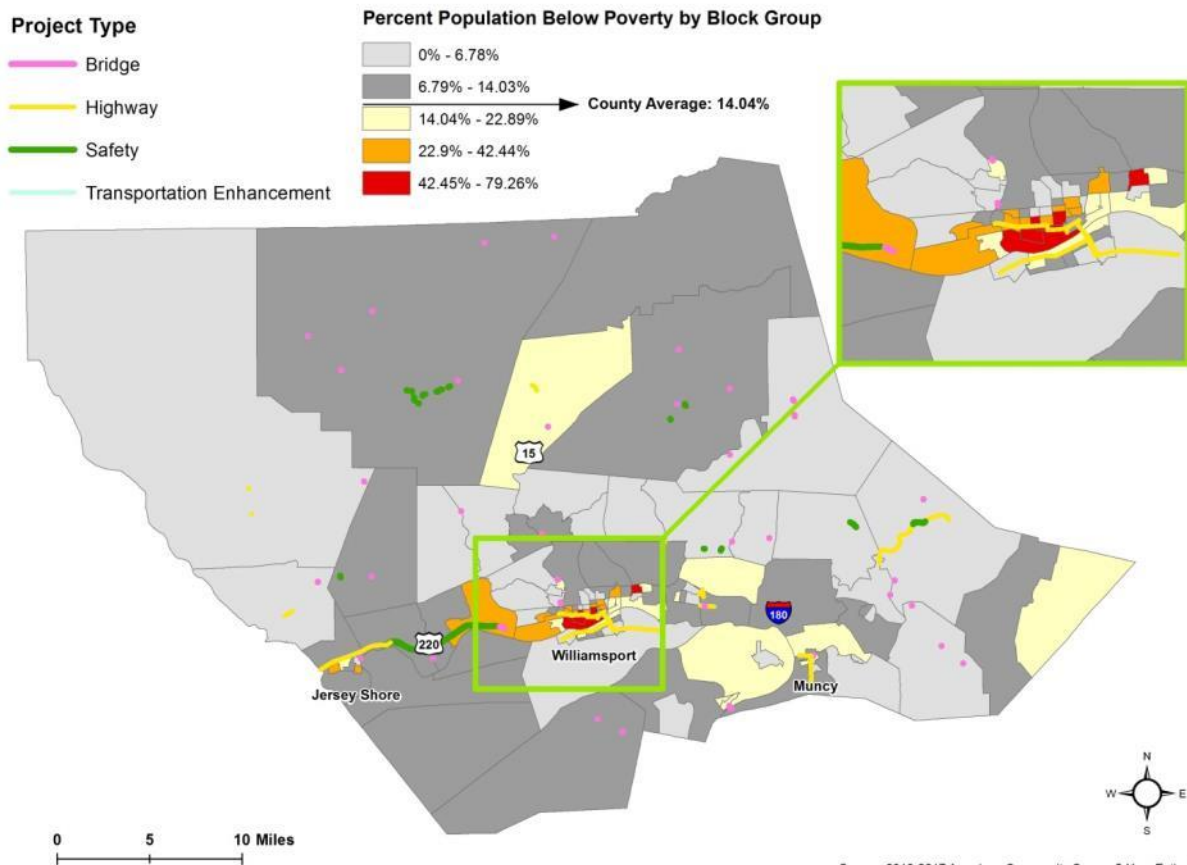 Project Type
Bridge
Highway
Safety
Transportation Enhancement
Percent Population Below Poverty by Block Group
0% - 6.78%
6.79% - 14.03%
County Average: 14.04%
14.04% - 22.89%
22.9% - 42.44%
42.45% - 79.26%
15
220
180
Williamsport
Jersey Shore
Muncy
N
W E
S
0 5 10 Miles